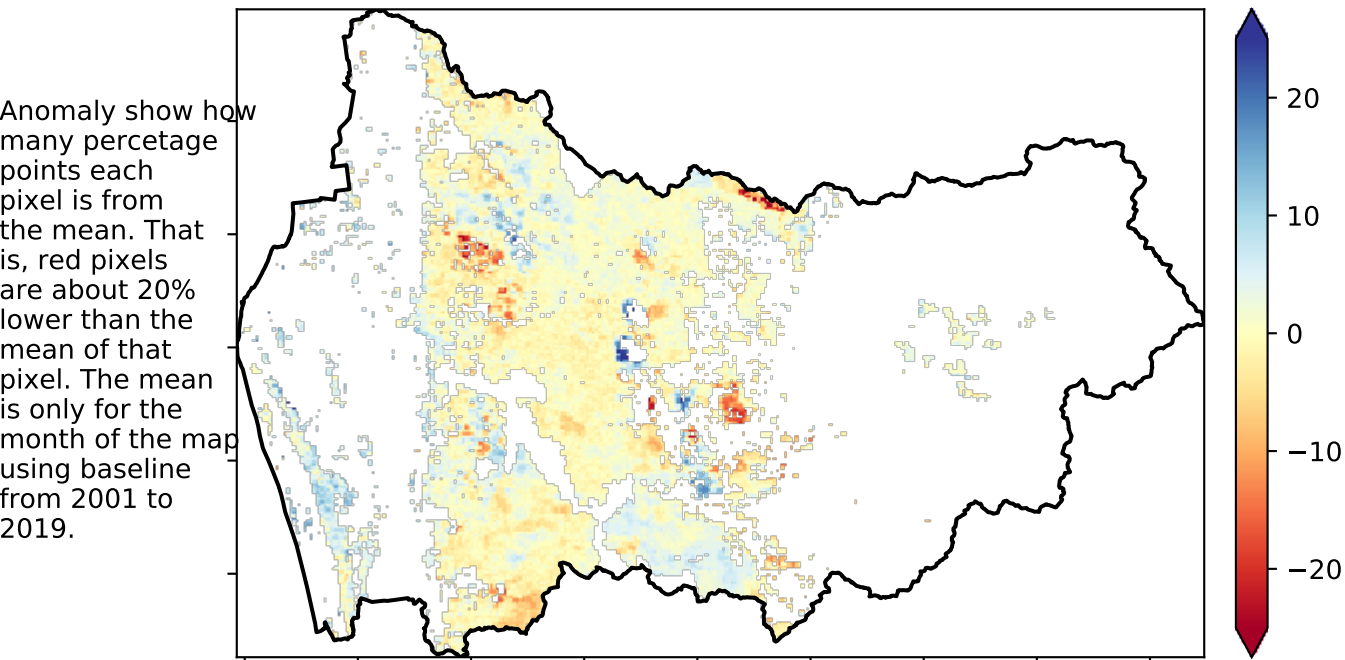 Anomaly show how
many percetage
points each
pixel is from
the mean. That
is, red pixels
are about 20%
lower than the
mean of that
pixel. The mean
is only for the
month of the map
using baseline
from 2001 to
2019.
20
10
0
−10
−20